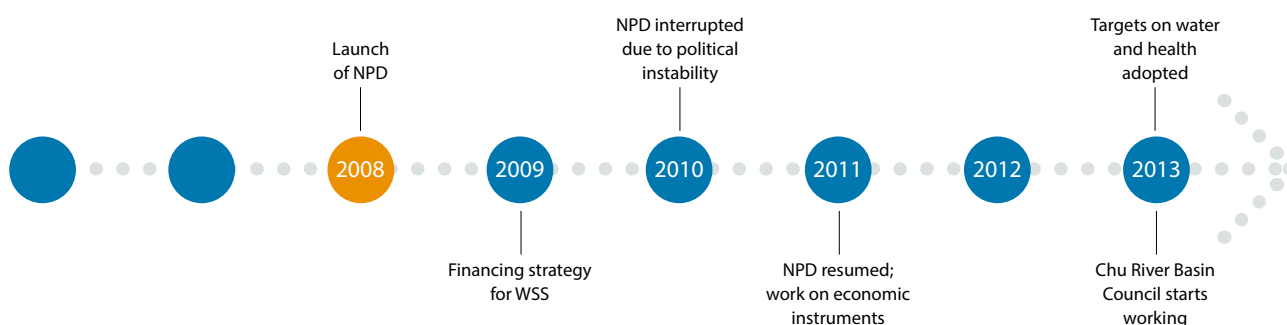 Launch
of NPD
NPD interrupted
due to political
instability
Targets on water
and health
adopted
2008
2009
2010
2011
2012
2013
Financing strategy
for WSS
NPD resumed;
work on economic
instruments
Chu River Basin
Council starts
working